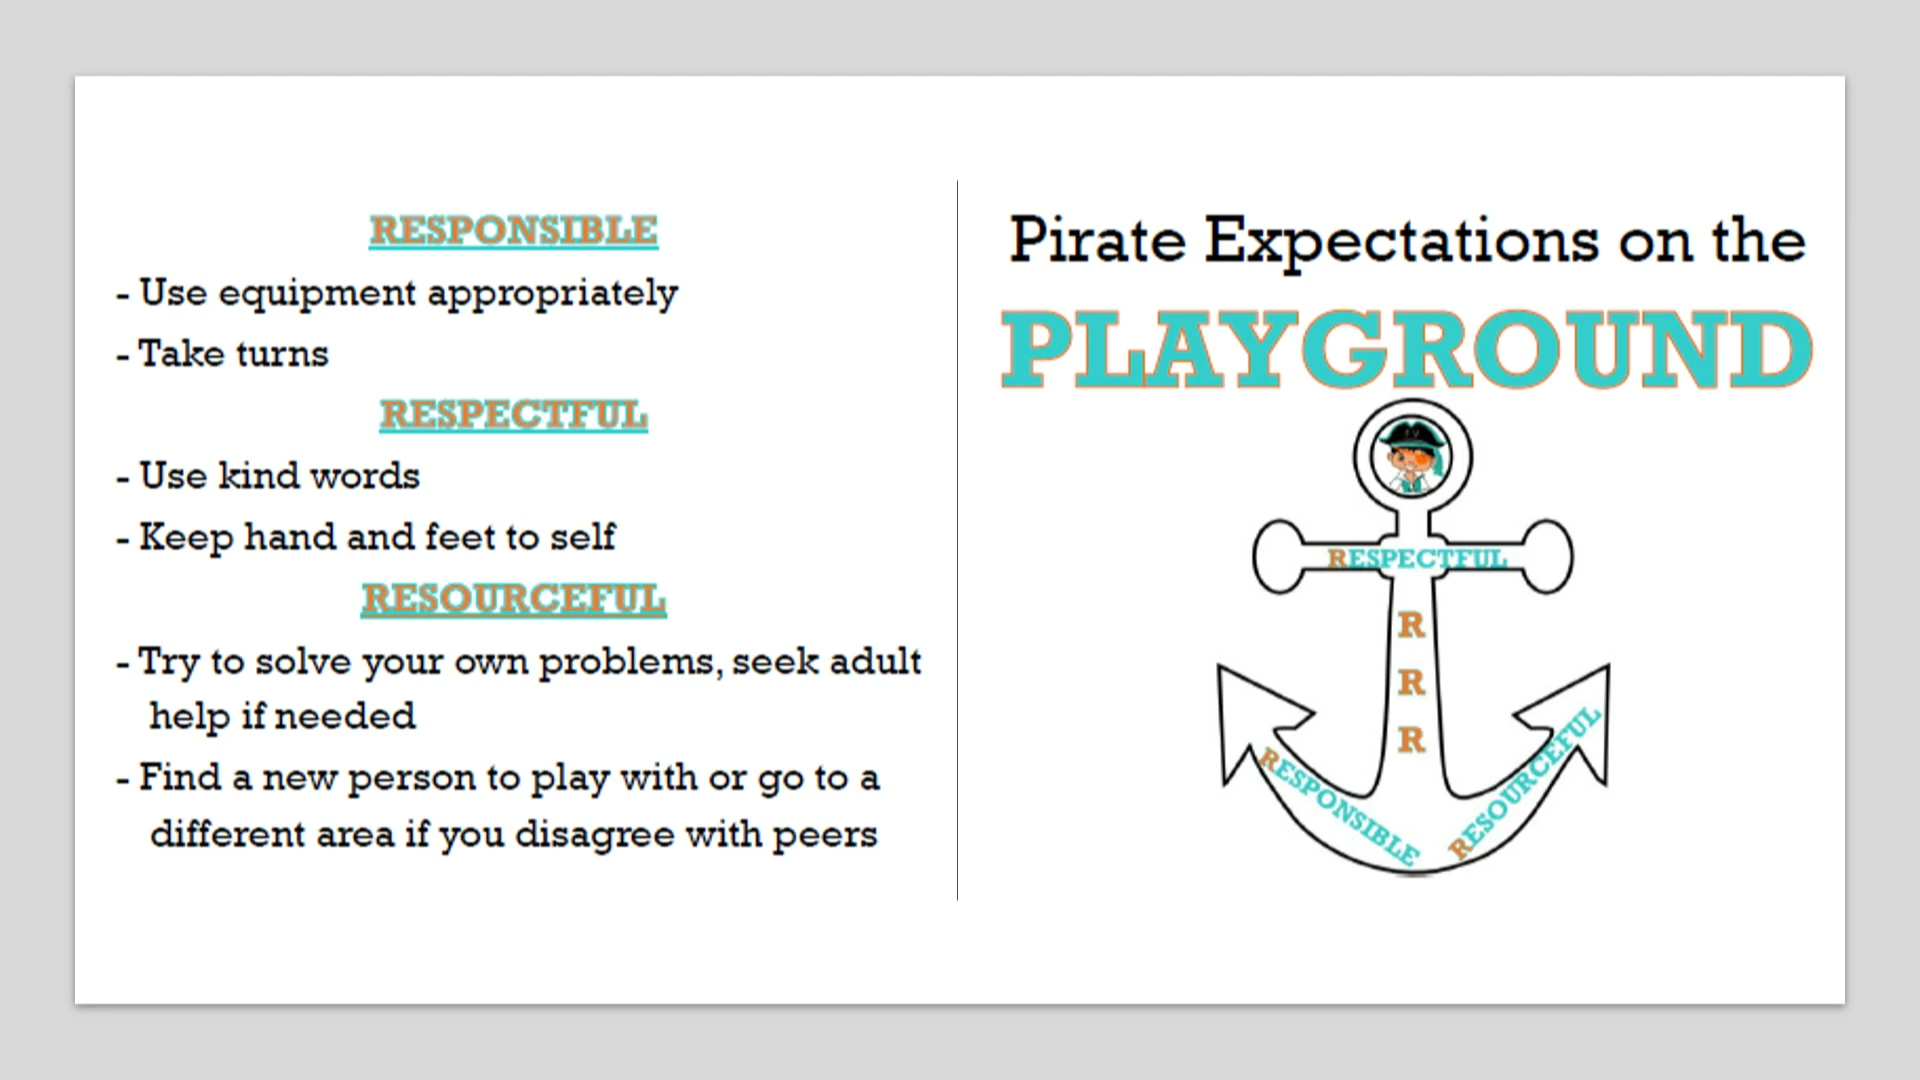 RESPONSIBLE
- Use equipment appropriately
- Take turns
RESPECTFUL
- Use kind words
- Keep hand and feet to self
RESOURCEFUL
- Try to solve your own problems, seek adult
help if needed
- Find a new person to play with or go to a
different area if you disagree with peers
Pirate Expectations on the
PLAYGROUND
RESPECTFUL
R
R
R
RESPONSIBLE
RESOURCEFUL